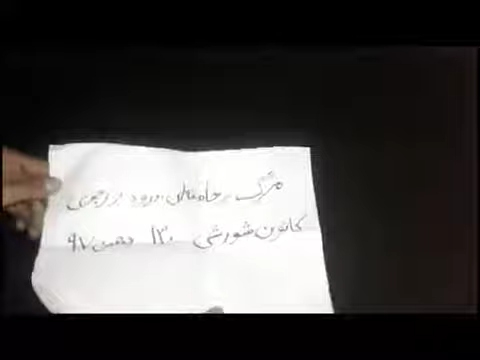 مرگ بر خامنه‌ای درود بر رجوی
کانون شورشی ۱۳۰ بهمن ۹۷